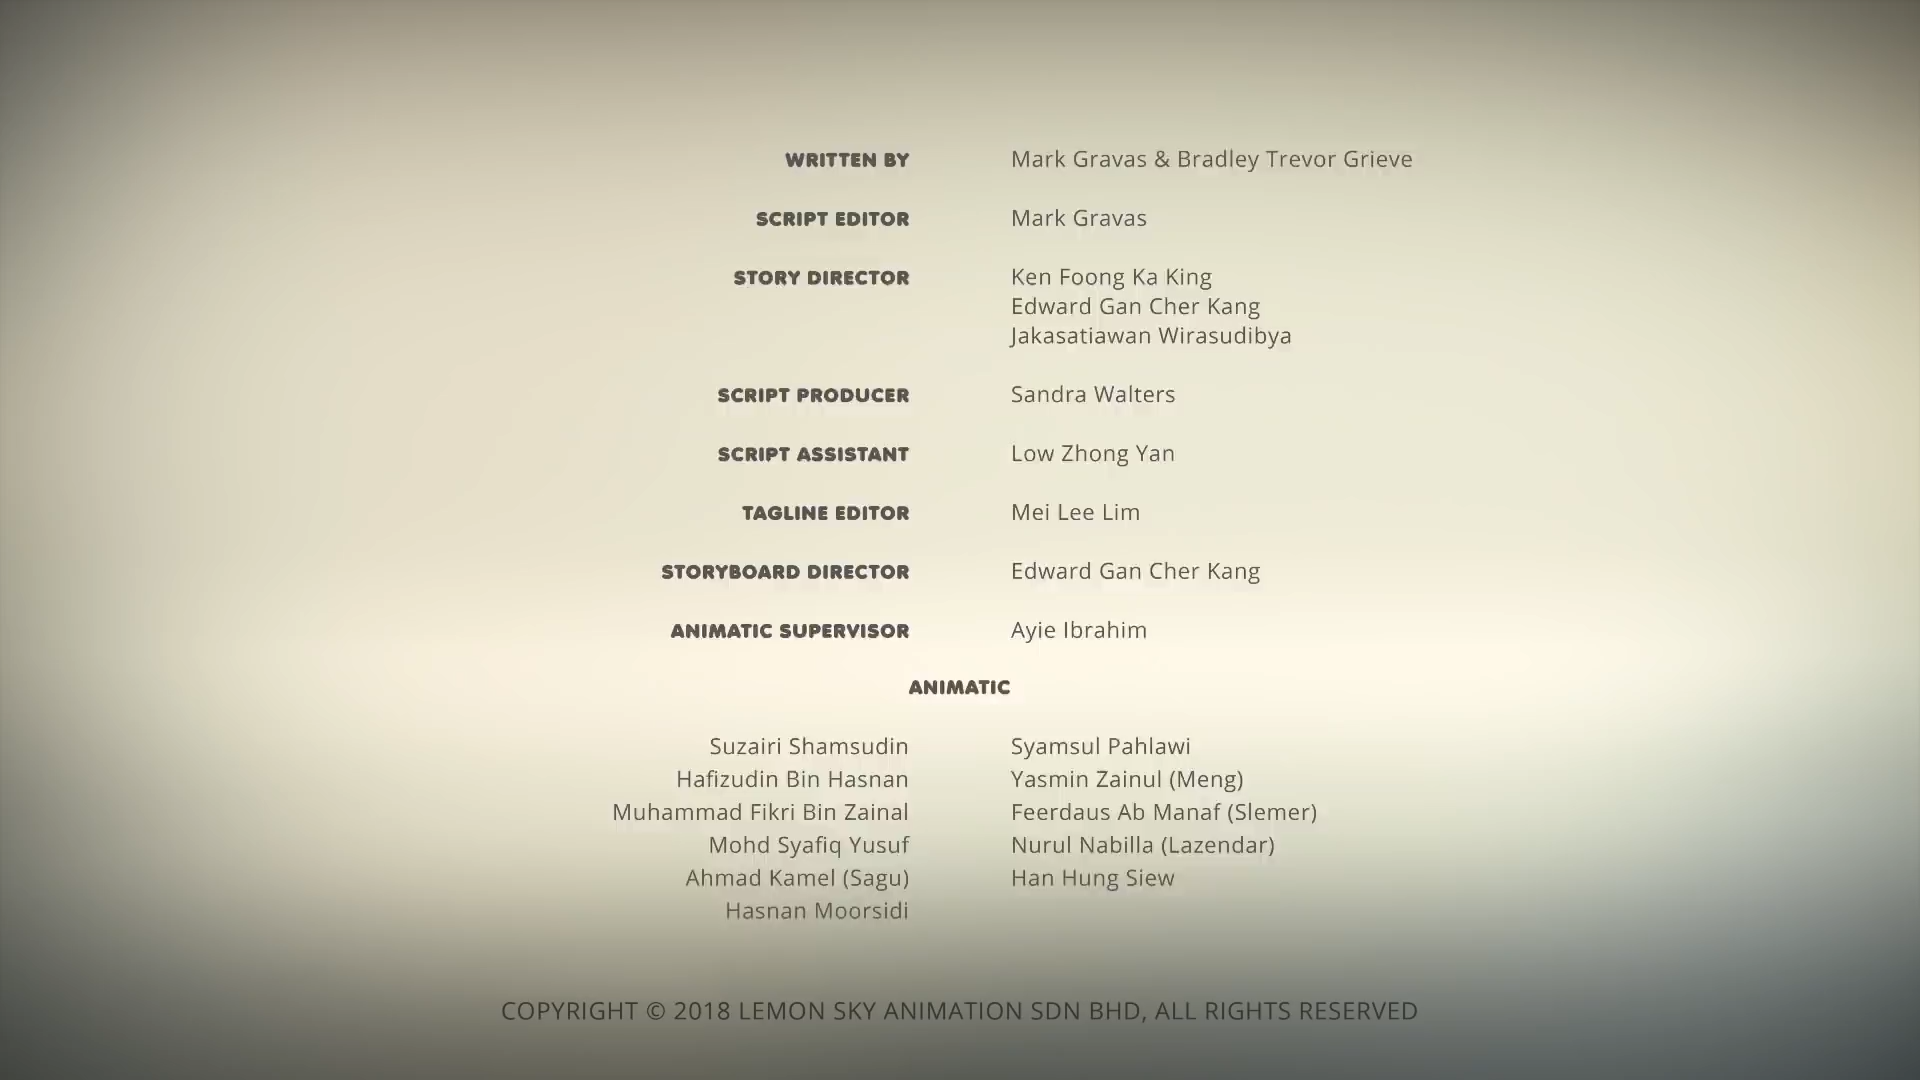 WRITTEN BY Mark Gravas & Bradley Trevor Grieve
SCRIPT EDITOR Mark Gravas
STORY DIRECTOR Ken Foong Ka King
Edward Gan Cher Kang
Jakasatiawan Wirasudibya
SCRIPT PRODUCER Sandra Walters
SCRIPT ASSISTANT Low Zhong Yan
TAGLINE EDITOR Mei Lee Lim
STORYBOARD DIRECTOR Edward Gan Cher Kang
ANIMATIC SUPERVISOR Ayie Ibrahim
ANIMATIC
Suzairi Shamsudin Syamsul Pahlawi
Hafizudin Bin Hasnan Yasmin Zainul (Meng)
Muhammad Fikri Bin Zainal Feerdaus Ab Manaf (Slemer)
Mohd Syafiq Yusuf Nurul Nabilla (Lazendar)
Ahmad Kamel (Sagu) Han Hung Siew
Hasnan Moorsidi
COPYRIGHT © 2018 LEMON SKY ANIMATION SDN BHD, ALL RIGHTS RESERVED